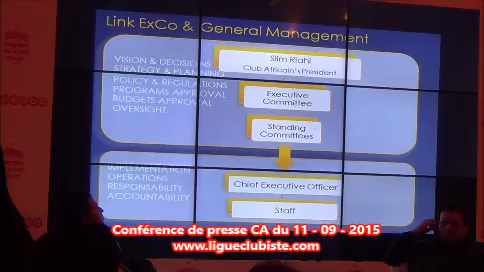 Link ExCo & General Management
Slim Riahi
Club Africain's President
VISION & DECISIONS
STRATEGY & PLANNING
POLICY & REGULATIONS
PROGRAMS APPROVAL
BUDGETS APPROVAL
OVERSIGHT
Executive
Committee
Standing
Committees
IMPLEMENTATION
OPERATIONS
RESPONSABILITY
ACCOUNTABILITY
Chief Executive Officer
Staff
Conférence de presse CA du 11 - 09 - 2015
www.ligueclubiste.com